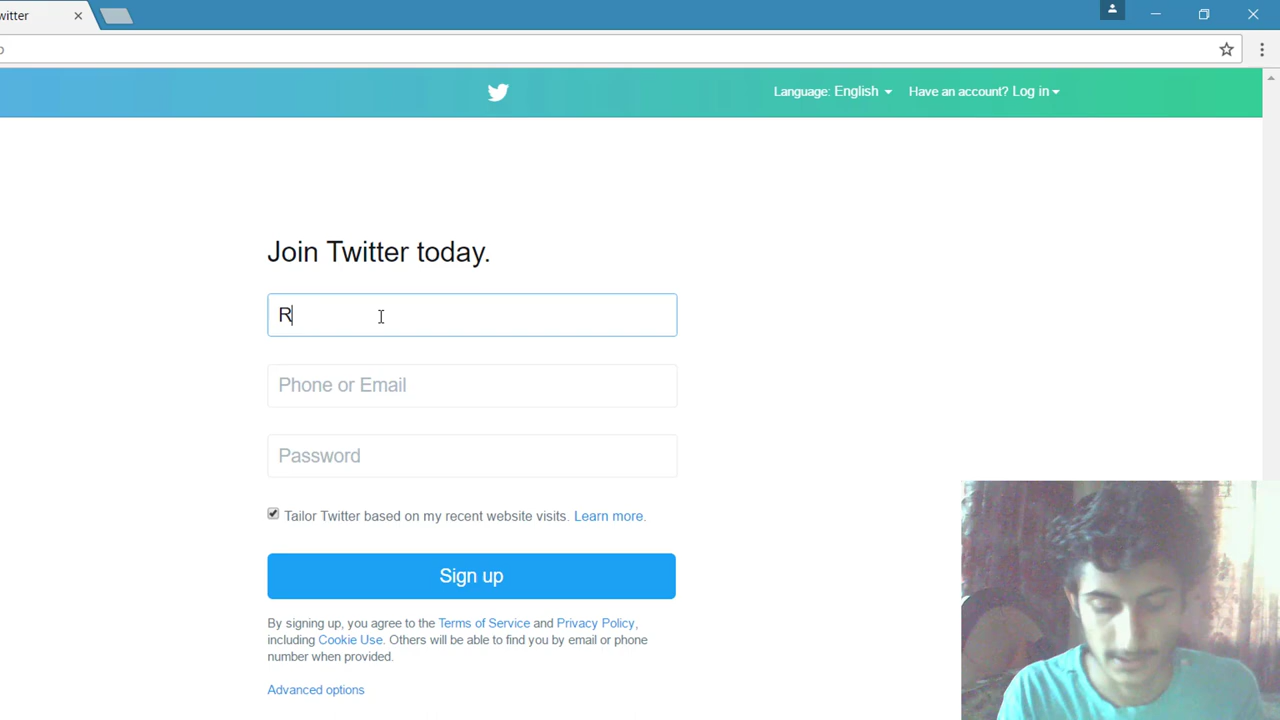 witter
Language: English
Have an account? Log in
Join Twitter today.
R
Phone or Email
Password
Tailor Twitter based on my recent website visits. Learn more.
Sign up
By signing up, you agree to the Terms of Service and Privacy Policy,
including Cookie Use. Others will be able to find you by email or phone
number when provided.
Advanced options